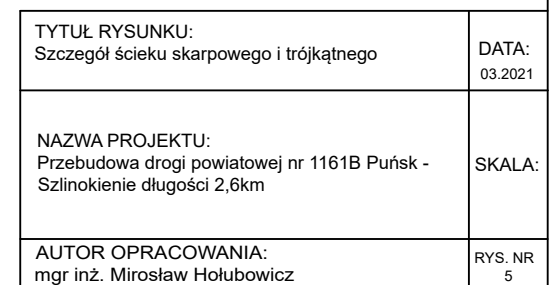 TYTUŁ RYSUNKU:
Szczegół ścieku skarpowego i trójkątnego
DATA:
03.2021
NAZWA PROJEKTU:
Przebudowa drogi powiatowej nr 1161B Puńsk -
Szlinokienie długości 2,6km
SKALA:
AUTOR OPRACOWANIA:
mgr inż. Mirosław Hołubowicz
RYS. NR
5